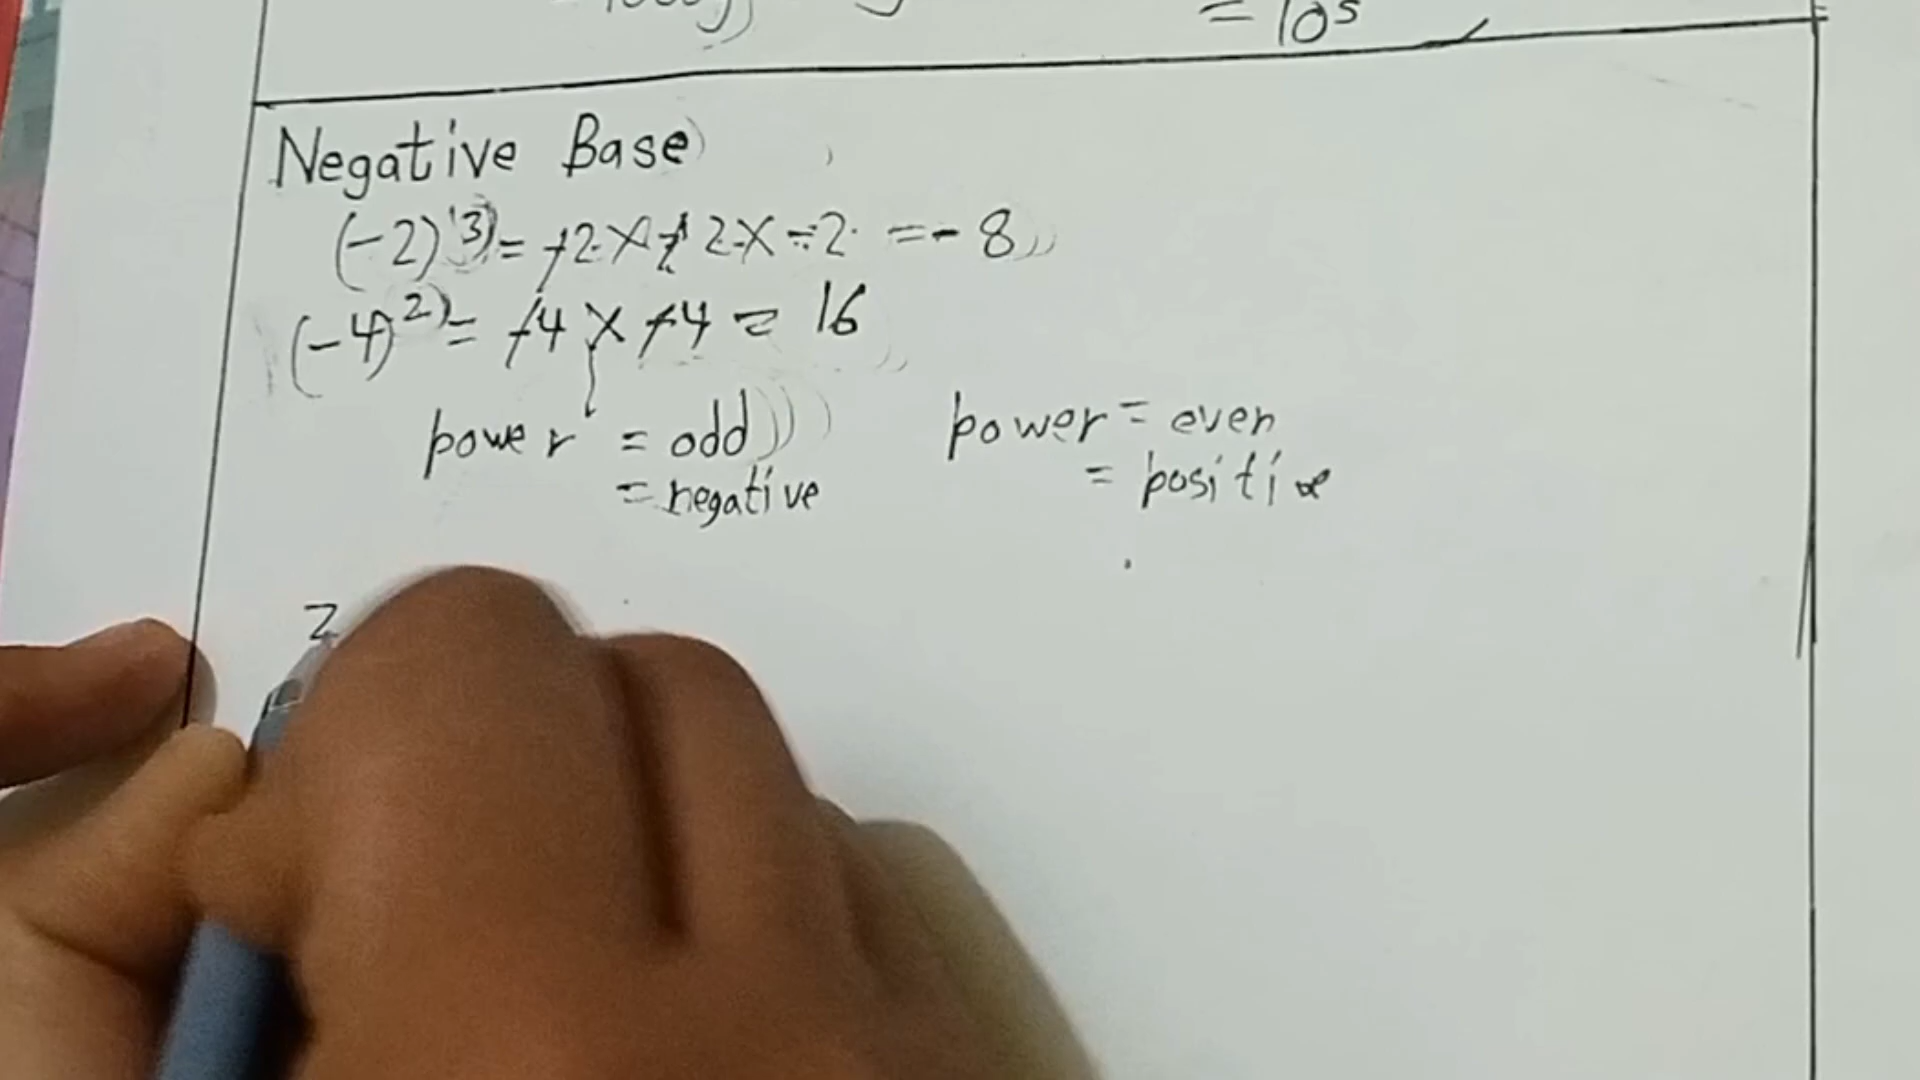 = 10⁵
Negative Base
(-2)³ = -2 x -2 x -2 = -8
(-4)² = -4 x -4 = 16
power = odd
= negative
power = even
= positive